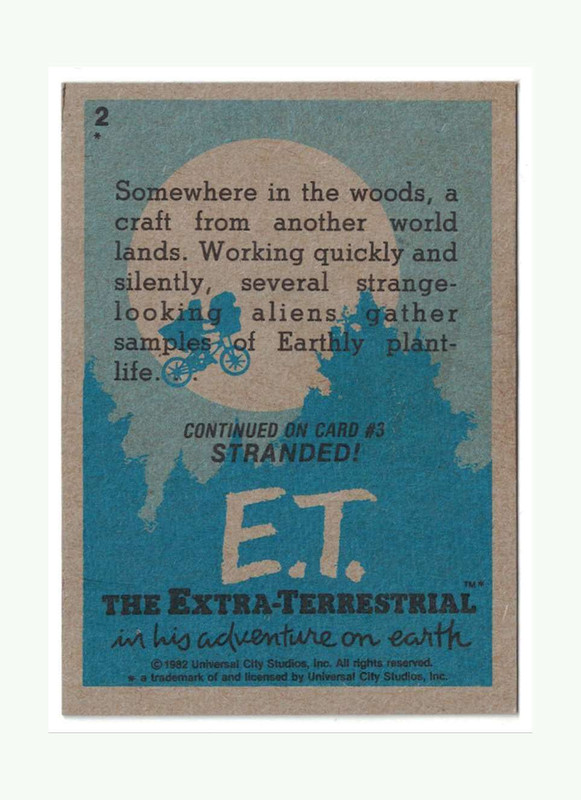 2
*
Somewhere in the woods, a
craft from another world
lands. Working quickly and
silently, several strange-
looking aliens gather
samples of Earthly plant-
life. . .
CONTINUED ON CARD #3
STRANDED!
E.T.
THE EXTRA-TERRESTRIAL™*
in his adventure on earth
©1982 Universal City Studios, Inc. All rights reserved.
* a trademark of and licensed by Universal City Studios, Inc.